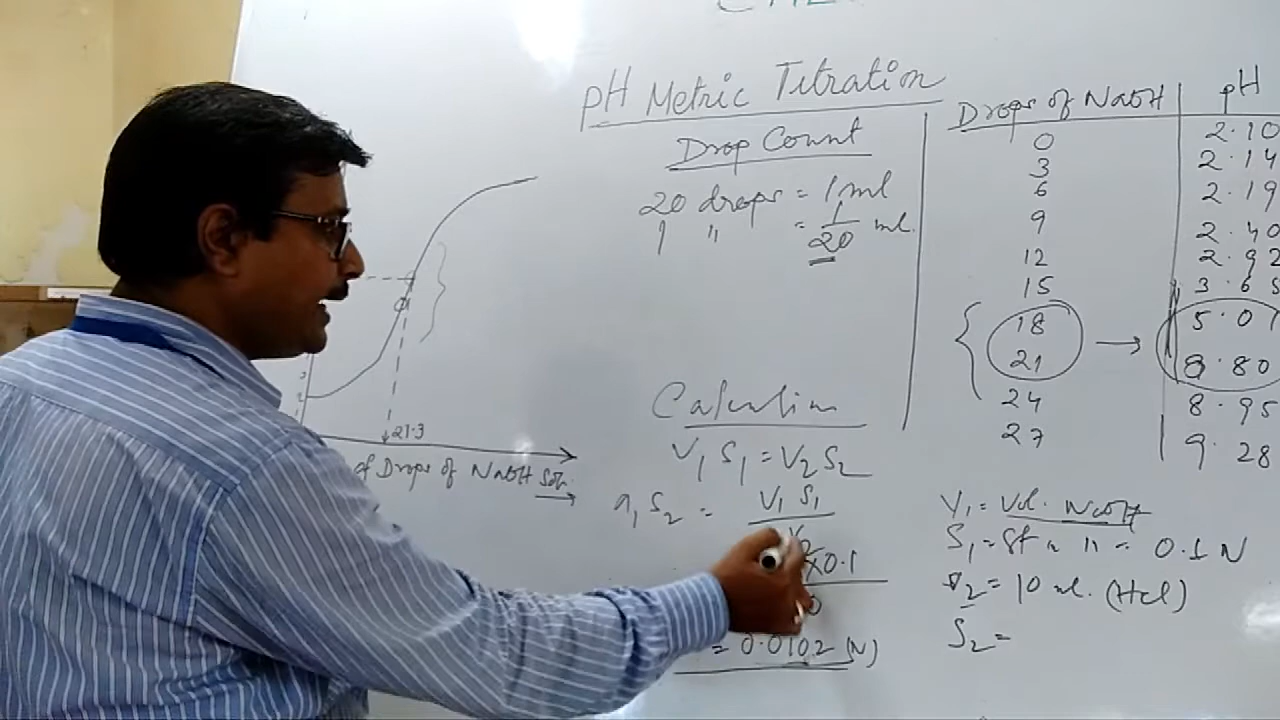 pH Metric Titration
Drop Count
20 drops = 1 ml
1 " = 1/20 ml.
Drops of NaOH | pH
0 2.10
3 2.14
6 2.19
9 2.40
12 2.92
15 3.65
18 → 5.01
21 8.80
24 8.95
27 9.28
21.3
of Drops of NaOH Soln.
V₁ S₁ = V₂ S₂
S₂ = V₁ S₁
V₂
×0.1
= 0.0102 (N)
V₁ = Vol. NaOH
S₁ = St " " = 0.1 N
V₂ = 10 ml. (HCl)
S₂ =